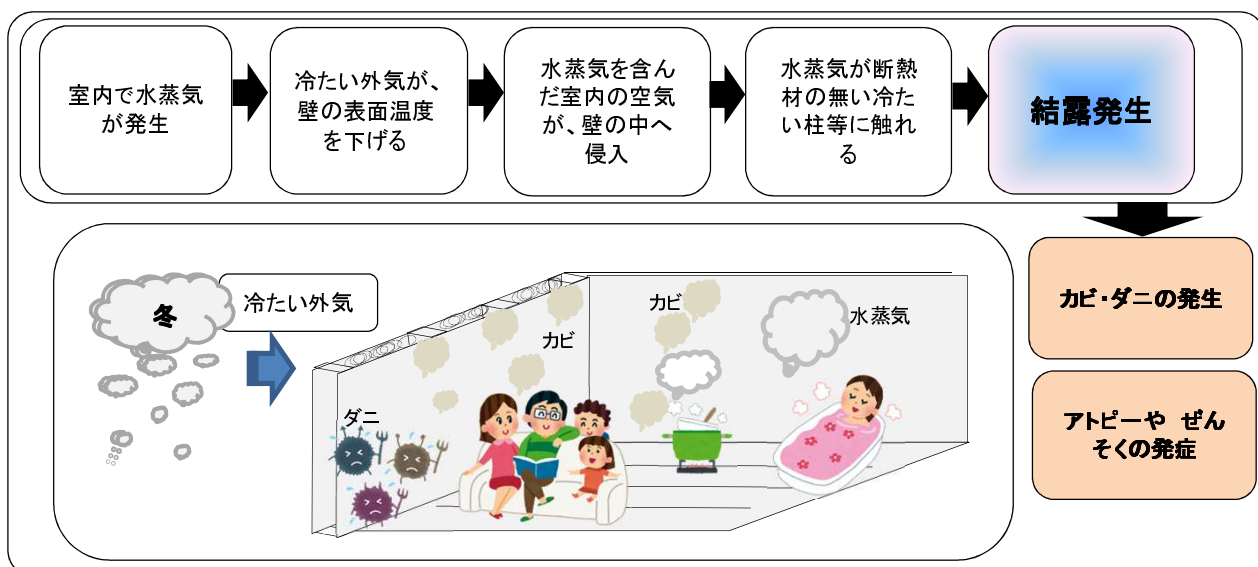 室内で水蒸気
が発生
冷たい外気が、
壁の表面温度
を下げる
水蒸気を含ん
だ室内の空気
が、壁の中へ
侵入
水蒸気が断熱
材の無い冷た
い柱等に触れ
る
結露発生
カビ・ダニの発生
アトピーや ぜん
そくの発症
冬
冷たい外気
カビ
カビ
水蒸気
ダニ